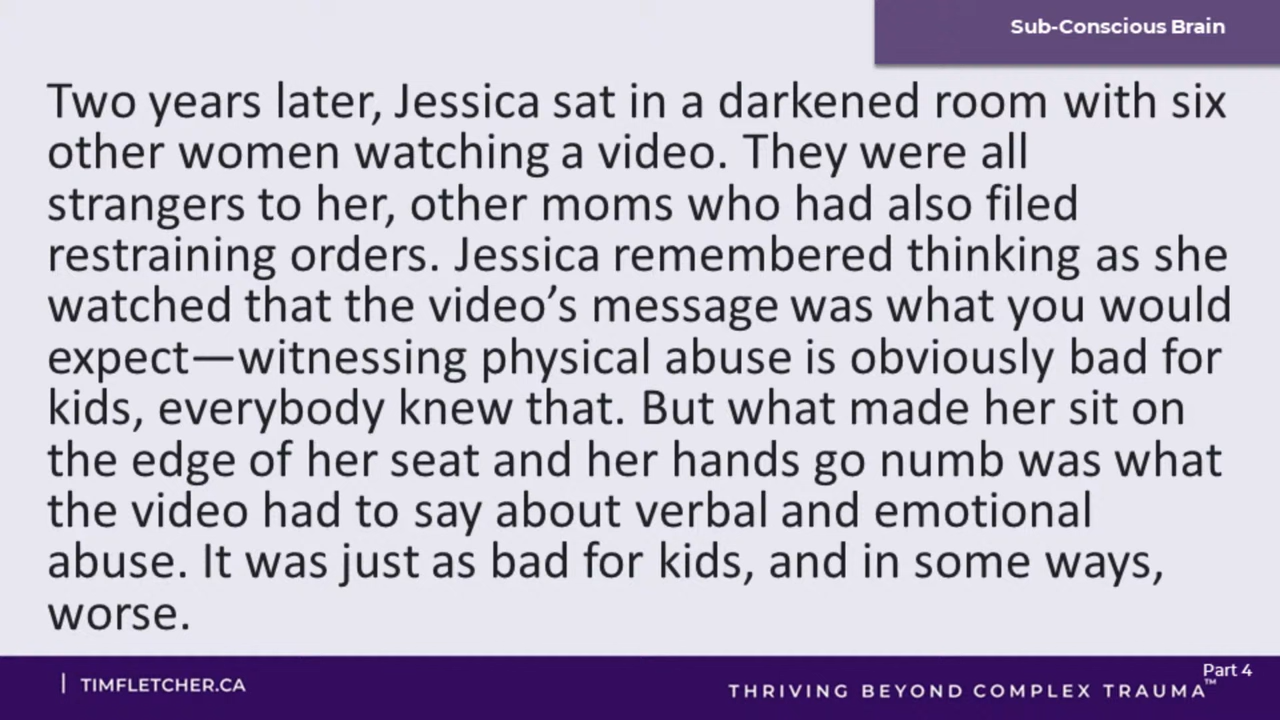 Sub-Conscious Brain
Two years later, Jessica sat in a darkened room with six
other women watching a video. They were all
strangers to her, other moms who had also filed
restraining orders. Jessica remembered thinking as she
watched that the video’s message was what you would
expect—witnessing physical abuse is obviously bad for
kids, everybody knew that. But what made her sit on
the edge of her seat and her hands go numb was what
the video had to say about verbal and emotional
abuse. It was just as bad for kids, and in some ways,
worse.
| TIMFLETCHER.CA
Part 4
THRIVING BEYOND COMPLEX TRAUMA™